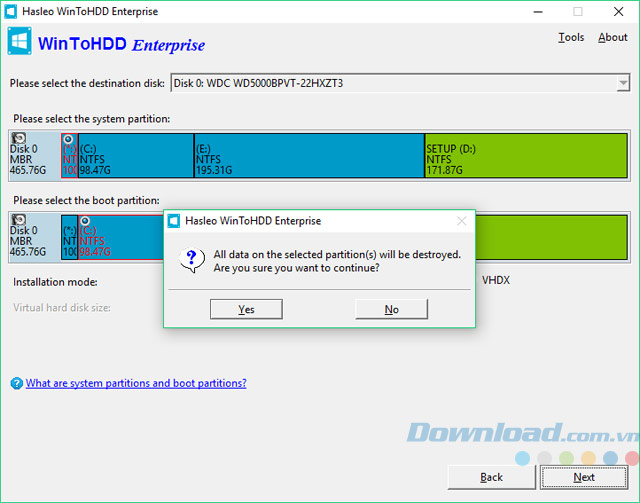 Hasleo WinToHDD Enterprise
WinToHDD Enterprise
Tools About
Please select the destination disk: Disk 0: WDC WD5000BPVT-22HXZT3
Please select the system partition:
Disk 0
MBR
465.76G
(*:)
NT
100
(C:)
NTFS
98.47G
(E:)
NTFS
195.31G
SETUP (D:)
NTFS
171.87G
Please select the boot partition:
Disk 0
MBR
465.76G
(*:)
NT
100
(C:)
NTFS
98.47G
Hasleo WinToHDD Enterprise
All data on the selected partition(s) will be destroyed.
Are you sure you want to continue?
Yes No
Installation mode: VHDX
Virtual hard disk size:
What are system partitions and boot partitions?
Download.com.vn
Back Next